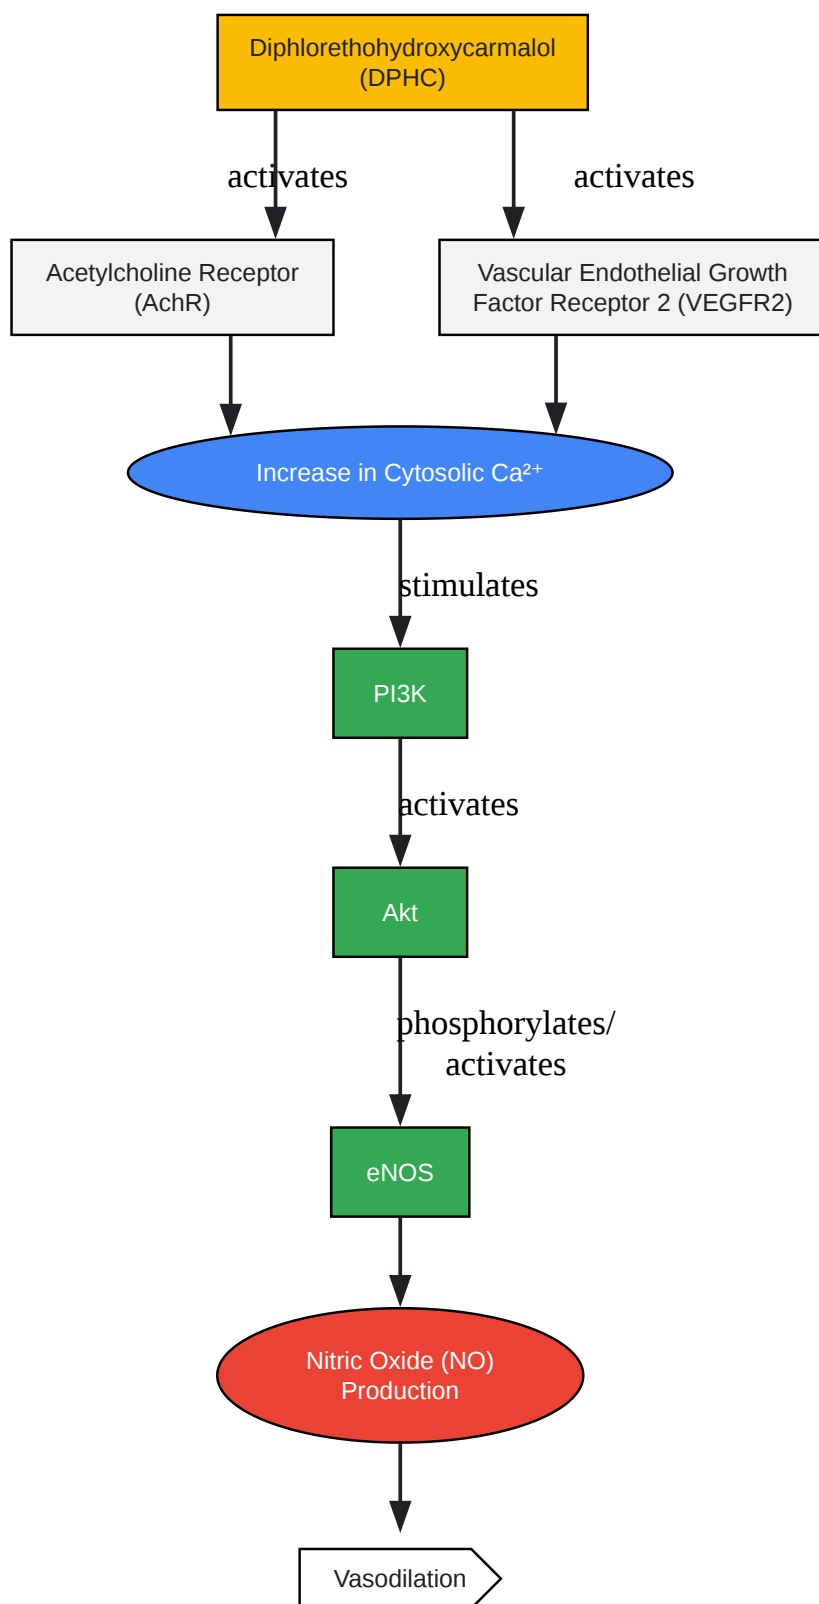 Diphlorethohydroxycarmalol
(DPHC)
activates
activates
Acetylcholine Receptor
(AchR)
Vascular Endothelial Growth
Factor Receptor 2 (VEGFR2)
Increase in Cytosolic Ca²⁺
stimulates
PI3K
activates
Akt
phosphorylates/
activates
eNOS
Nitric Oxide (NO)
Production
Vasodilation